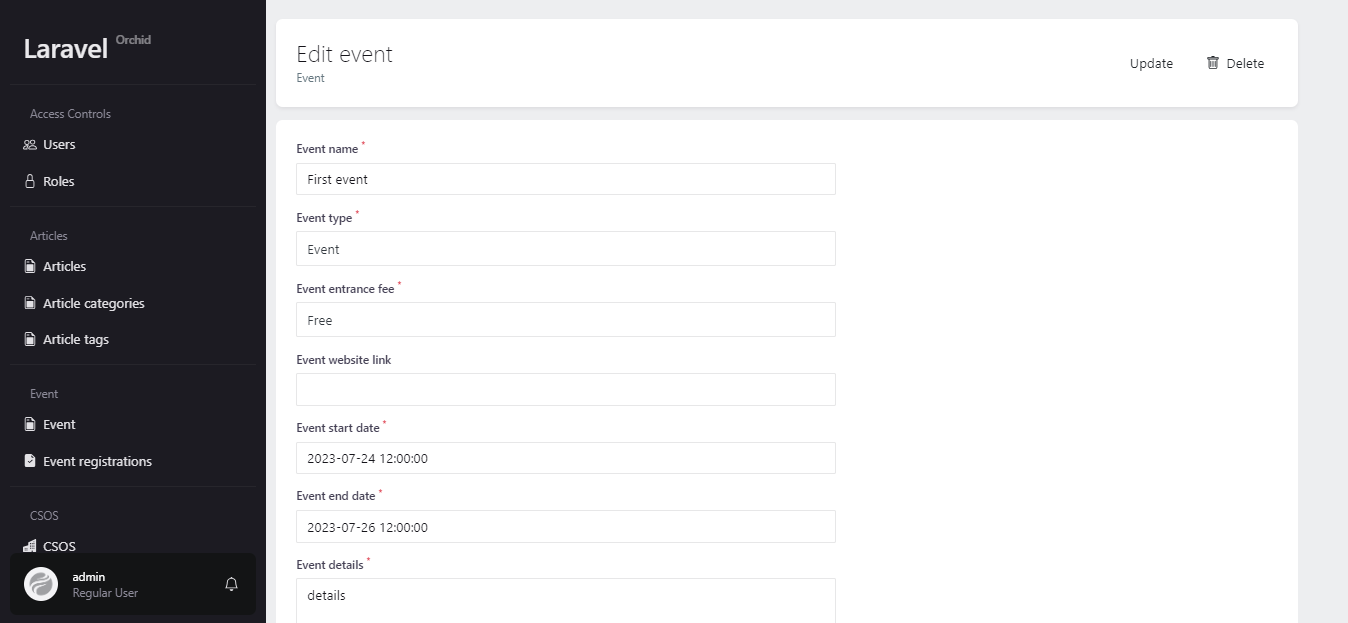 Laravel Orchid
Access Controls
Users
Roles
Articles
Articles
Article categories
Article tags
Event
Event
Event registrations
CSOS
CSOS
admin
Regular User
Edit event
Event
Update
Delete
Event name *
First event
Event type *
Event
Event entrance fee *
Free
Event website link
Event start date *
2023-07-24 12:00:00
Event end date *
2023-07-26 12:00:00
Event details *
details